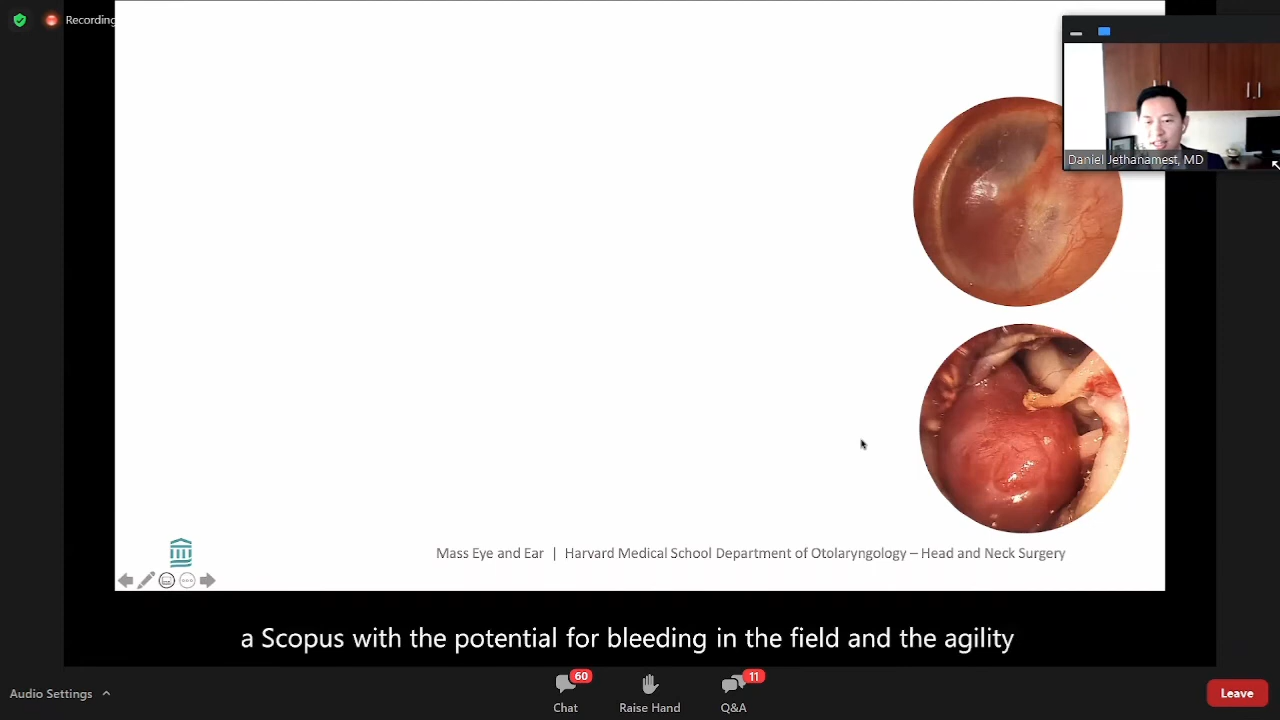 Recording
Daniel Jethanamest, MD
Mass Eye and Ear | Harvard Medical School Department of Otolaryngology – Head and Neck Surgery
a Scopus with the potential for bleeding in the field and the agility
Audio Settings
60
Chat
Raise Hand
11
Q&A
Leave